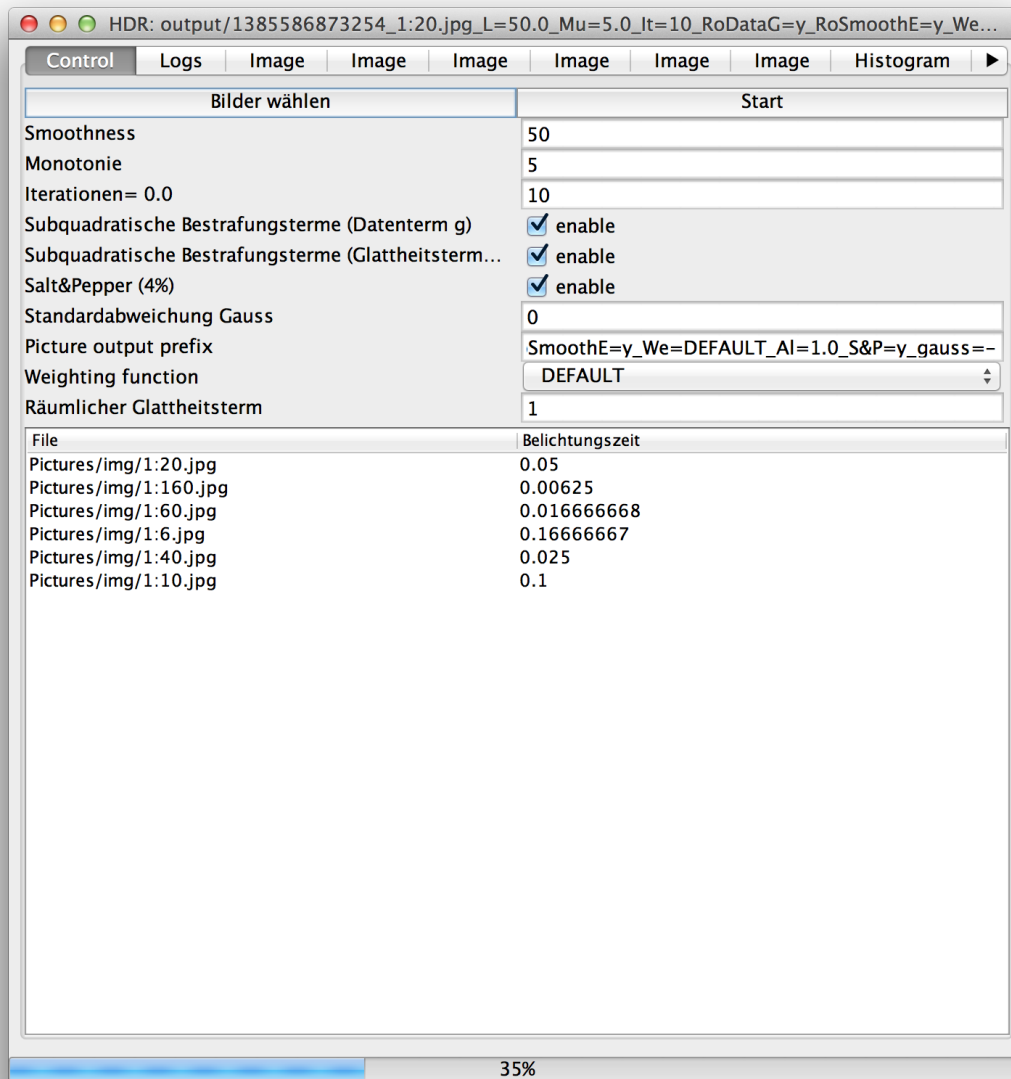 HDR: output/1385586873254_1:20.jpg_L=50.0_Mu=5.0_It=10_RoDataG=y_RoSmoothE=y_We...
Control Logs Image Image Image Image Image Image Histogram
Bilder wählen Start
Smoothness 50
Monotonie 5
Iterationen= 0.0 10
Subquadratische Bestrafungsterme (Datenterm g) enable
Subquadratische Bestrafungsterme (Glattheitsterm... enable
Salt&Pepper (4%) enable
Standardabweichung Gauss 0
Picture output prefix SmoothE=y_We=DEFAULT_Al=1.0_S&P=y_gauss=-
Weighting function DEFAULT
Räumlicher Glattheitsterm 1
File Belichtungszeit
Pictures/img/1:20.jpg 0.05
Pictures/img/1:160.jpg 0.00625
Pictures/img/1:60.jpg 0.016666668
Pictures/img/1:6.jpg 0.16666667
Pictures/img/1:40.jpg 0.025
Pictures/img/1:10.jpg 0.1
35%